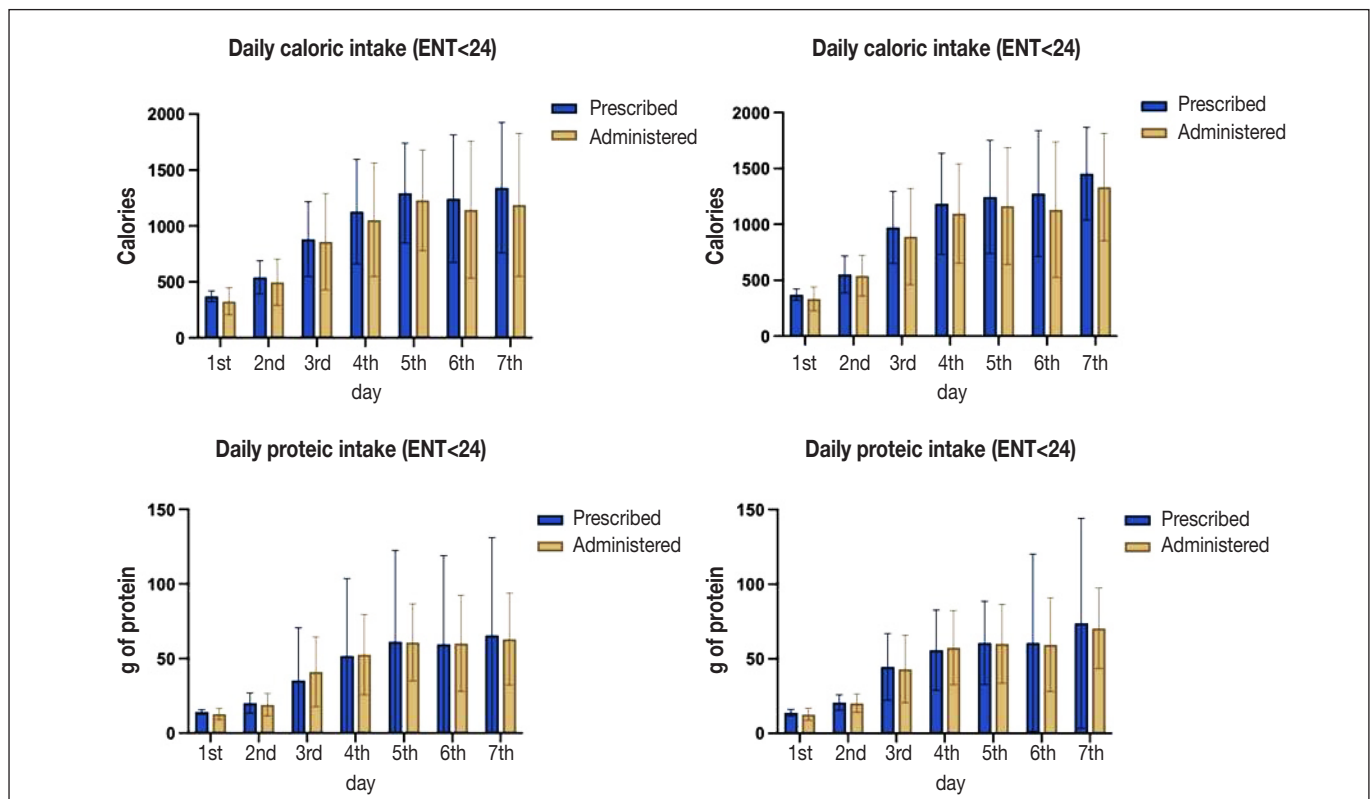 Daily caloric intake (ENT<24)
Prescribed
Administered
Calories
2000
1500
1000
500
0
1st 2nd 3rd 4th 5th 6th 7th
day
Daily caloric intake (ENT<24)
Prescribed
Administered
2000
1500
1000
500
0
1st 2nd 3rd 4th 5th 6th 7th
day
Daily proteic intake (ENT<24)
Prescribed
Administered
g of protein
150
100
50
0
1st 2nd 3rd 4th 5th 6th 7th
day
Daily proteic intake (ENT<24)
Prescribed
Administered
g of protein
150
100
50
0
1st 2nd 3rd 4th 5th 6th 7th
day